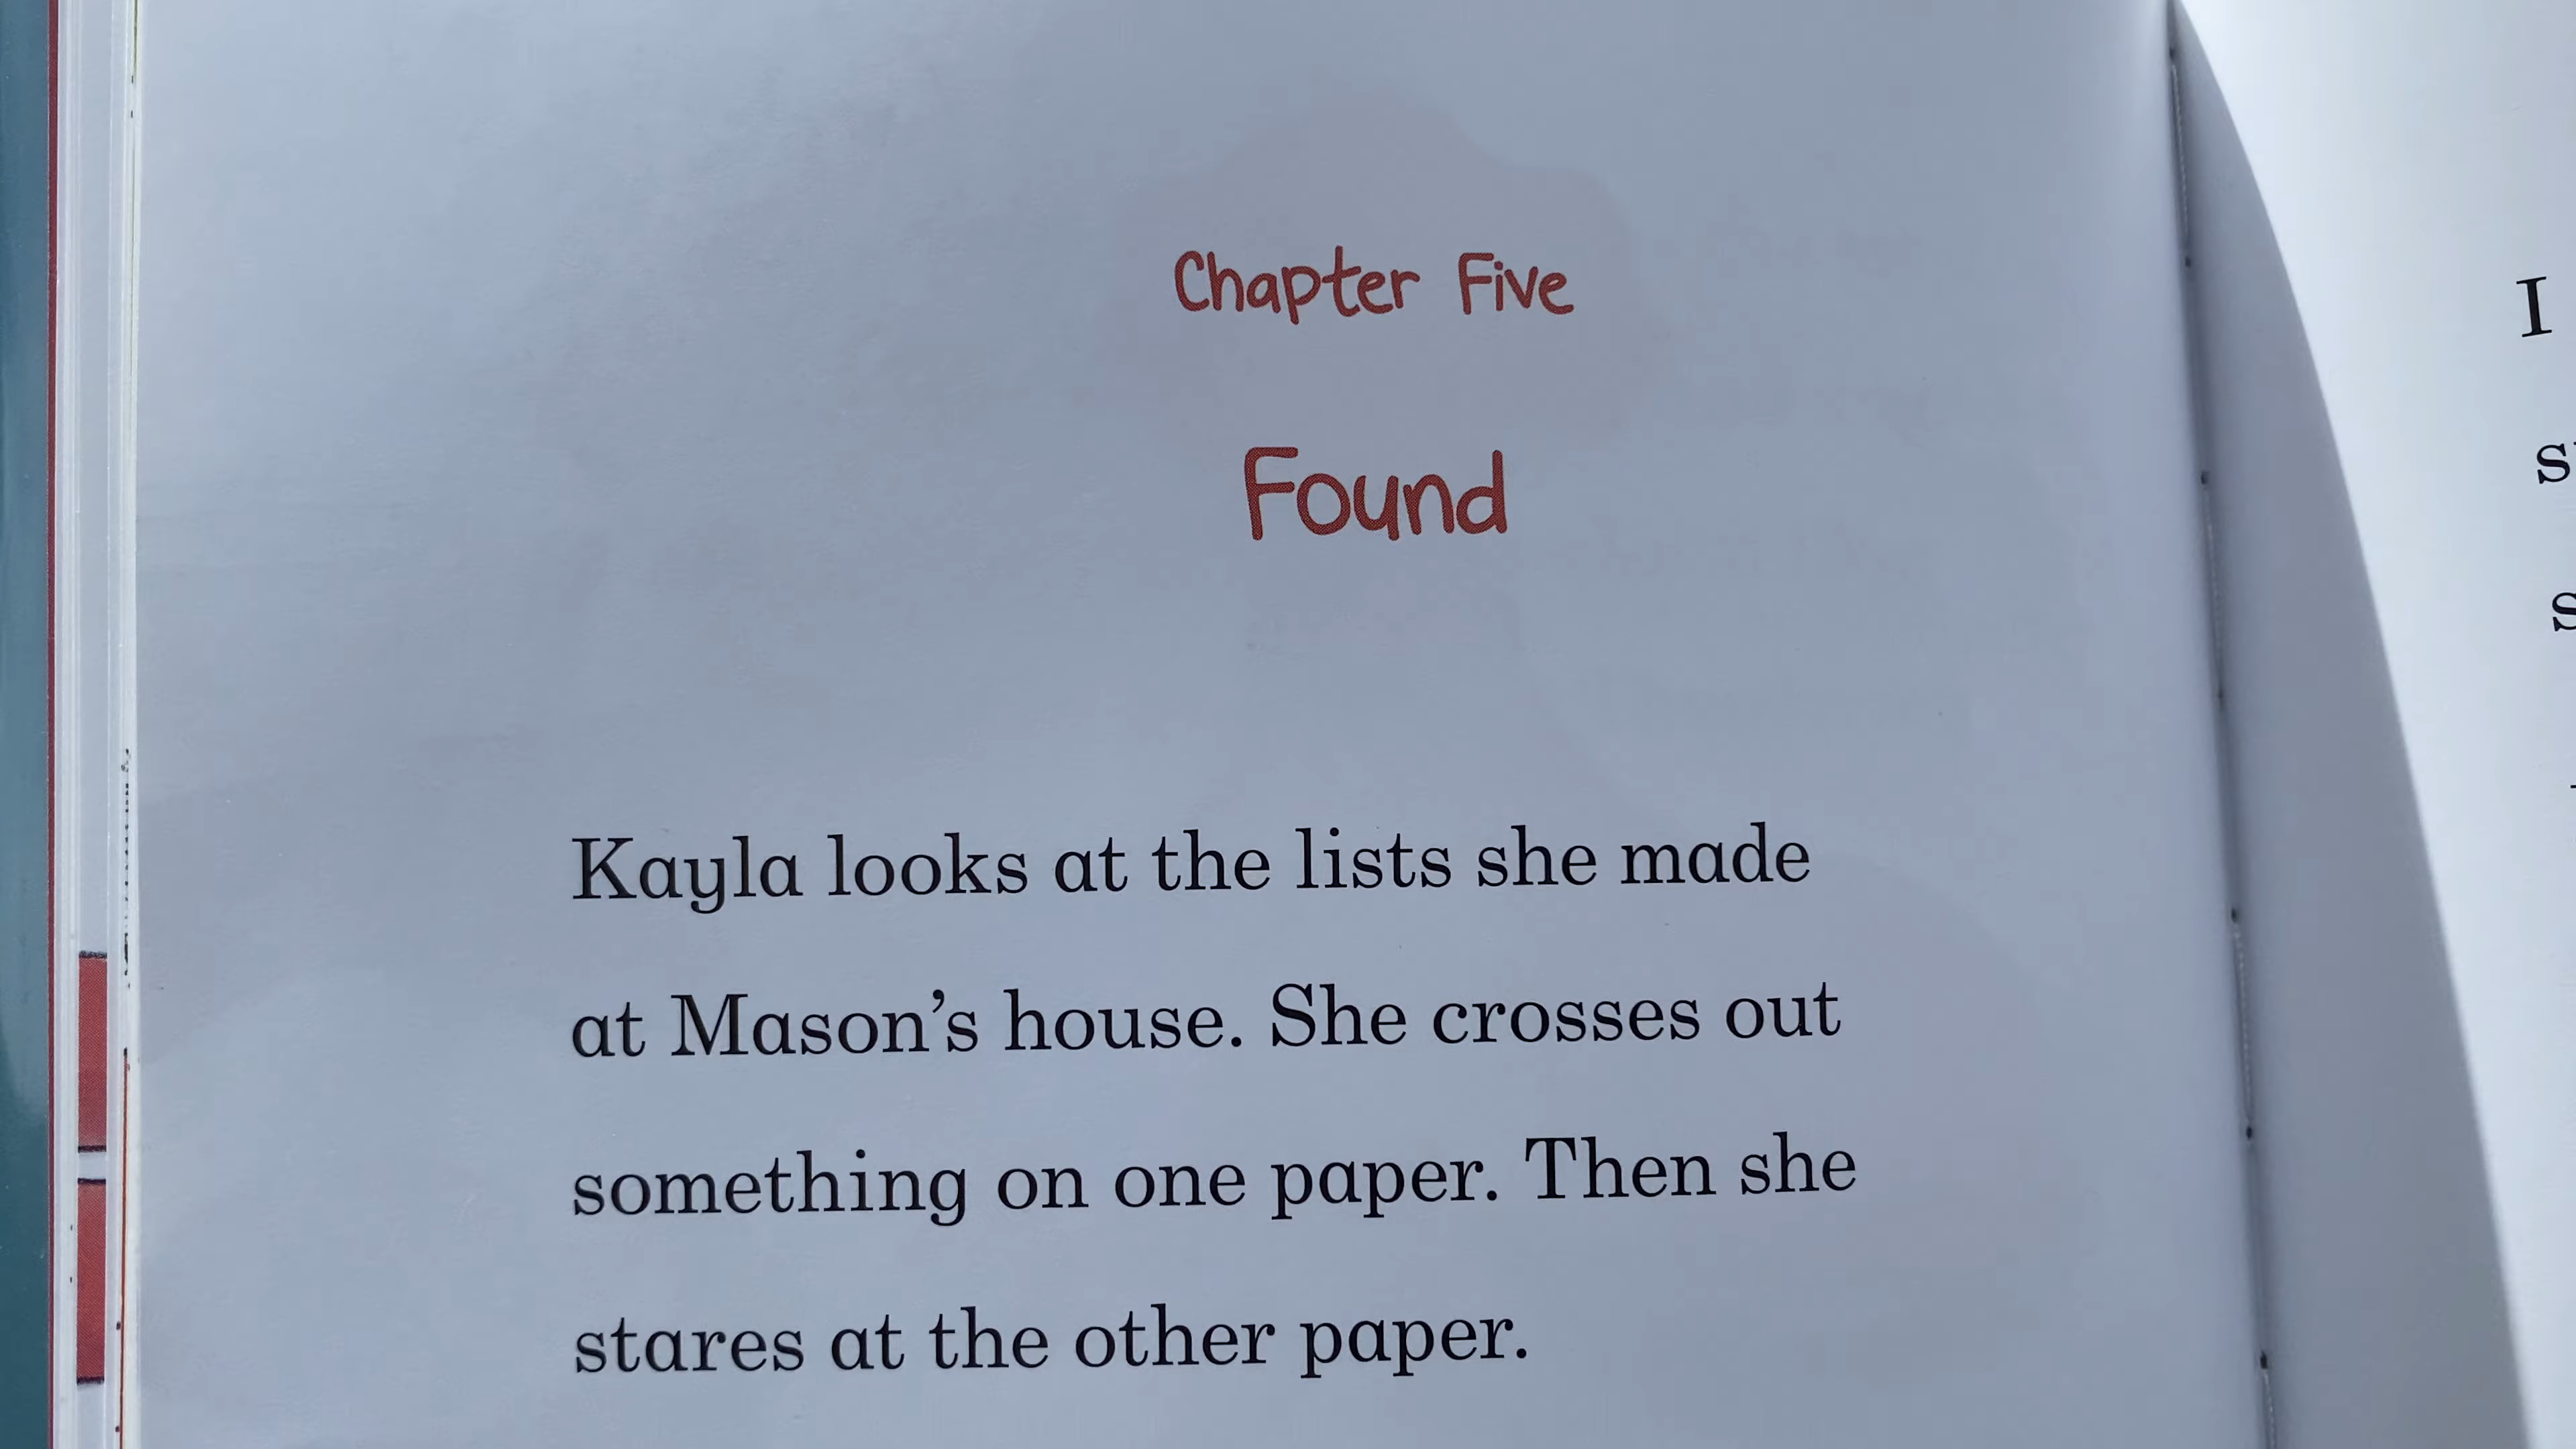 Chapter Five
Found
Kayla looks at the lists she made
at Mason’s house. She crosses out
something on one paper. Then she
stares at the other paper.
I